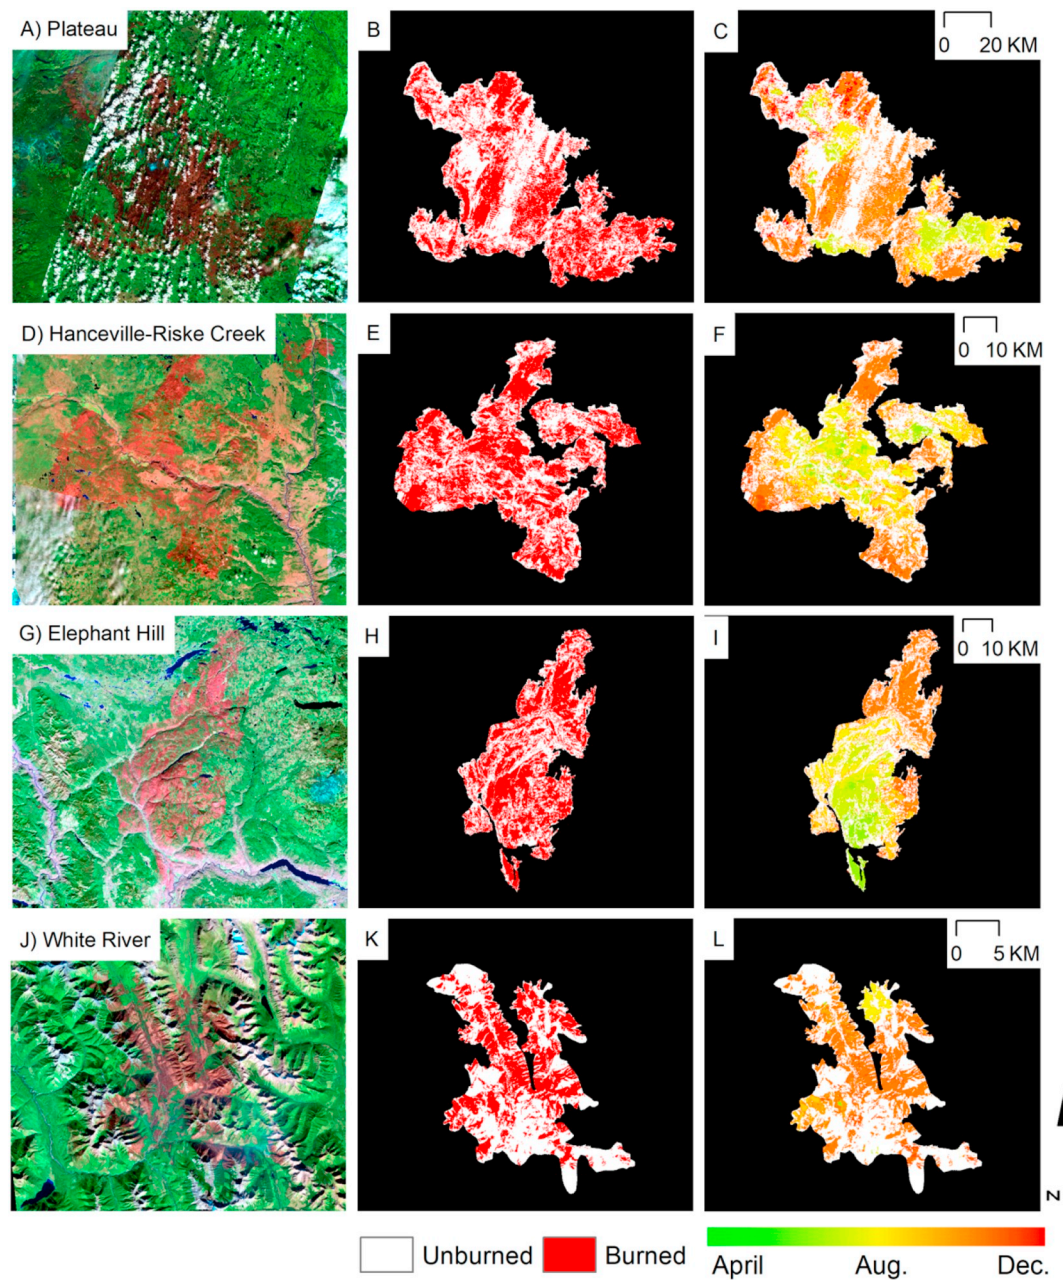 A) Plateau
B
C
0 20 KM
D) Hanceville-Riske Creek
E
F
0 10 KM
G) Elephant Hill
H
I
0 10 KM
J) White River
K
L
0 5 KM
N
Unburned
Burned
April Aug. Dec.